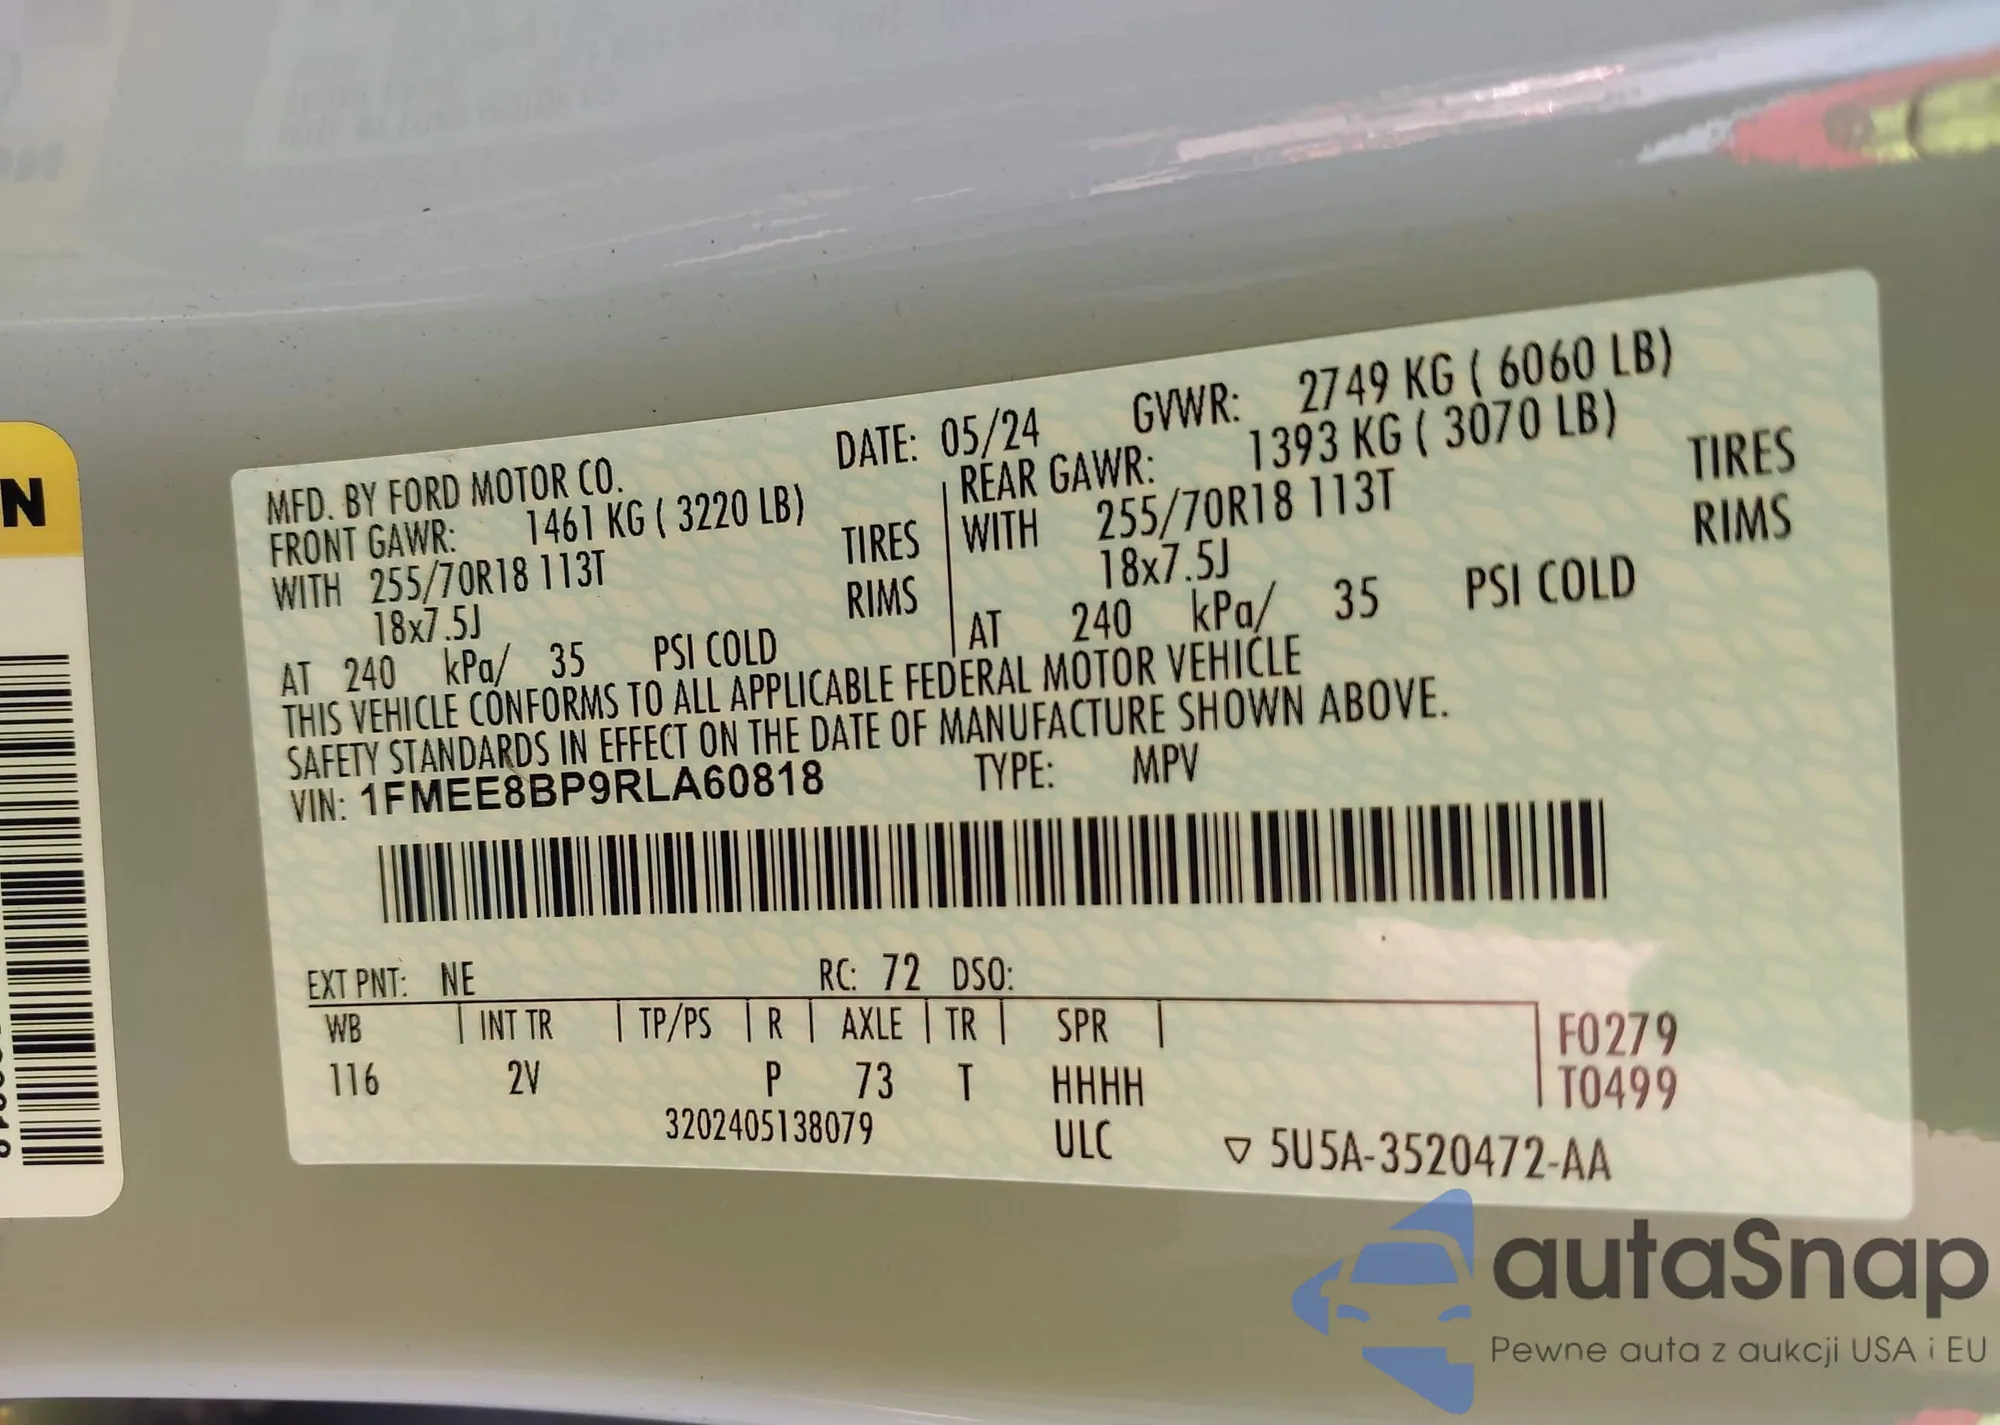 N
MFD. BY FORD MOTOR CO. DATE: 05/24 GVWR: 2749 KG ( 6060 LB)
FRONT GAWR: 1461 KG ( 3220 LB)
WITH 255/70R18 113T TIRES
18x7.5J RIMS
AT 240 kPa/ 35 PSI COLD
REAR GAWR: 1393 KG ( 3070 LB)
WITH 255/70R18 113T TIRES
18x7.5J RIMS
AT 240 kPa/ 35 PSI COLD
THIS VEHICLE CONFORMS TO ALL APPLICABLE FEDERAL MOTOR VEHICLE
SAFETY STANDARDS IN EFFECT ON THE DATE OF MANUFACTURE SHOWN ABOVE.
VIN: 1FMEE8BP9RLA60818 TYPE: MPV
EXT PNT: NE RC: 72 DSO:
WB | INT TR | TP/PS | R | AXLE | TR | SPR | F0279
116 2V P 73 T HHHH T0499
3202405138079 ULC ▽ 5U5A-3520472-AA
autaSnap
Pewne auta z aukcji USA i EU